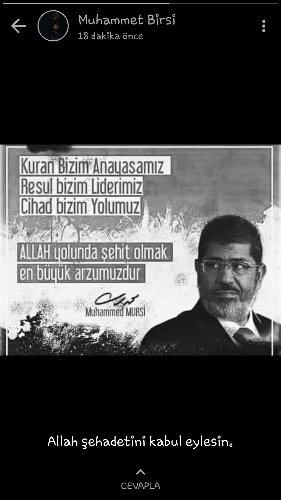 Muhammet Birsi
18 dakika önce
Kuran Bizim Anayasamız
Resul bizim Liderimiz
Cihad bizim Yolumuz
ALLAH yolunda şehit olmak
en büyük arzumuzdur
Muhammed MURSİ
Allah şehadetini kabul eylesin.
CEVAPLA